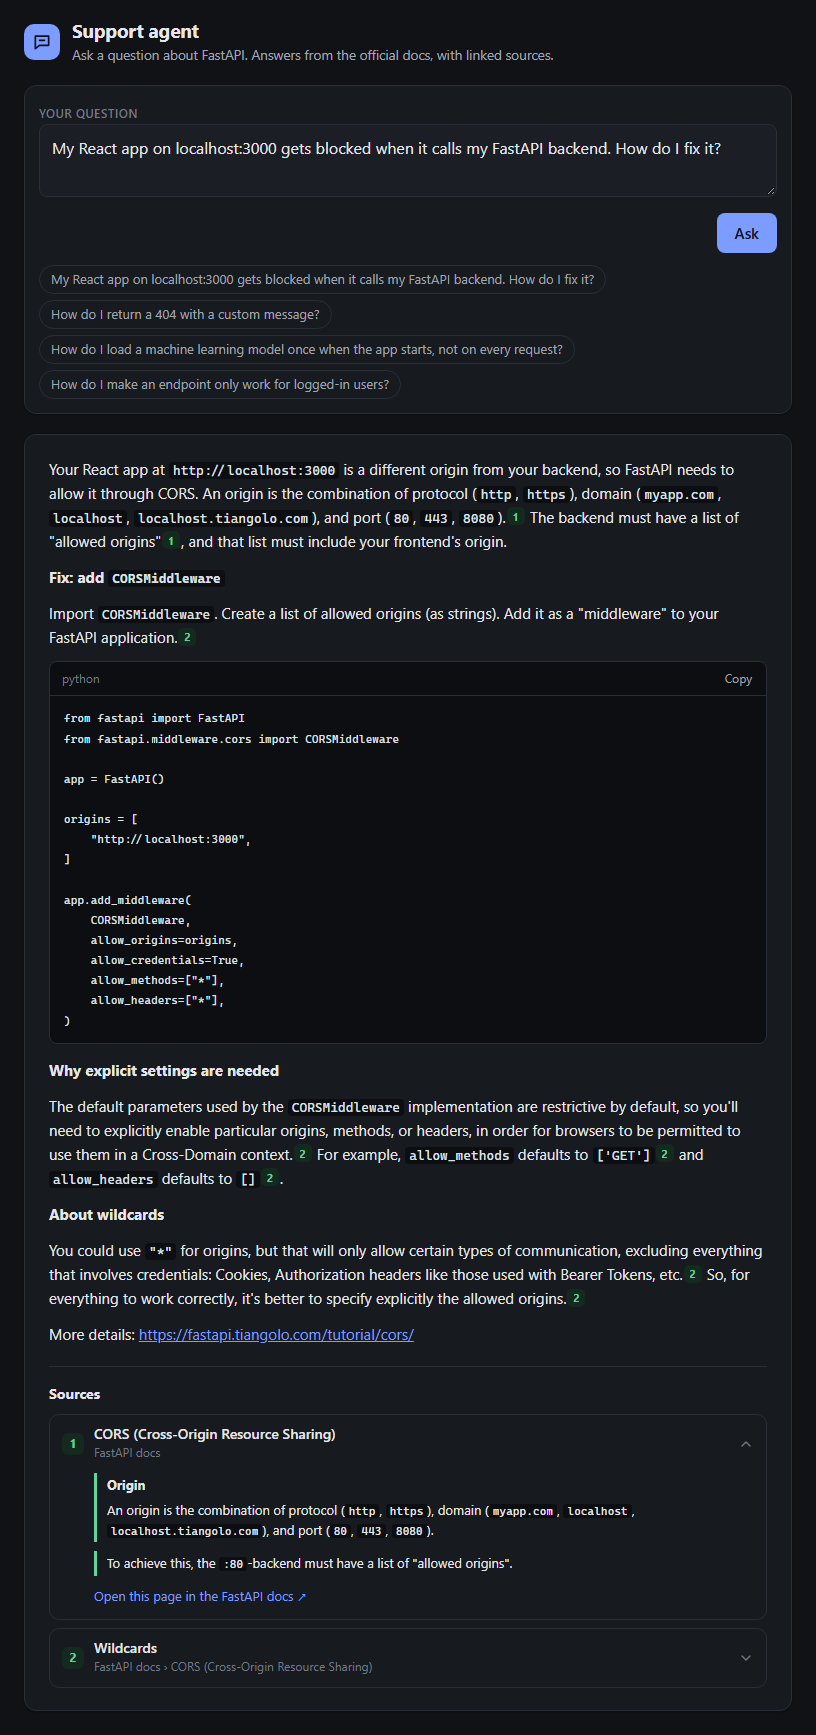 Support agent
Ask a question about FastAPI. Answers from the official docs, with linked sources.
YOUR QUESTION
My React app on localhost:3000 gets blocked when it calls my FastAPI backend. How do I fix it?
Ask
My React app on localhost:3000 gets blocked when it calls my FastAPI backend. How do I fix it?
How do I return a 404 with a custom message?
How do I load a machine learning model once when the app starts, not on every request?
How do I make an endpoint only work for logged-in users?
Your React app at http://localhost:3000 is a different origin from your backend, so FastAPI needs to
allow it through CORS. An origin is the combination of protocol ( http , https ), domain ( myapp.com ,
localhost , localhost.tiangolo.com ), and port ( 80 , 443 , 8080 ). 1 The backend must have a list of
"allowed origins" 1 , and that list must include your frontend's origin.
Fix: add CORSMiddleware
Import CORSMiddleware . Create a list of allowed origins (as strings). Add it as a "middleware" to your
FastAPI application. 2
python
Copy
from fastapi import FastAPI
from fastapi.middleware.cors import CORSMiddleware
app = FastAPI()
origins = [
    "http://localhost:3000",
]
app.add_middleware(
    CORSMiddleware,
    allow_origins=origins,
    allow_credentials=True,
    allow_methods=["*"],
    allow_headers=["*"],
)
Why explicit settings are needed
The default parameters used by the CORSMiddleware implementation are restrictive by default, so you'll
need to explicitly enable particular origins, methods, or headers, in order for browsers to be permitted to
use them in a Cross-Domain context. 2 For example, allow_methods defaults to ['GET'] 2 and
allow_headers defaults to [] 2 .
About wildcards
You could use "*" for origins, but that will only allow certain types of communication, excluding everything
that involves credentials: Cookies, Authorization headers like those used with Bearer Tokens, etc. 2 So, for
everything to work correctly, it's better to specify explicitly the allowed origins. 2
More details: https://fastapi.tiangolo.com/tutorial/cors/
Sources
1
CORS (Cross-Origin Resource Sharing)
FastAPI docs
Origin
An origin is the combination of protocol ( http , https ), domain ( myapp.com , localhost ,
localhost.tiangolo.com ), and port ( 80 , 443 , 8080 ).
To achieve this, the :80 -backend must have a list of "allowed origins".
Open this page in the FastAPI docs ↗
2
Wildcards
FastAPI docs › CORS (Cross-Origin Resource Sharing)